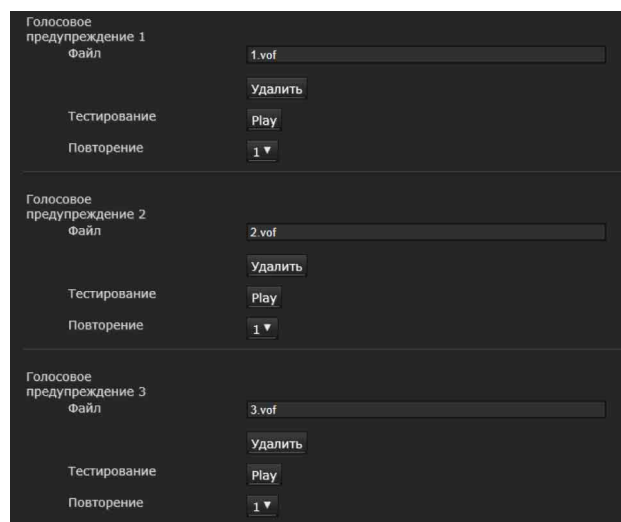 Голосовое
предупреждение 1
Файл 1.vof
Удалить
Тестирование Play
Повторение 1
Голосовое
предупреждение 2
Файл 2.vof
Удалить
Тестирование Play
Повторение 1
Голосовое
предупреждение 3
Файл 3.vof
Удалить
Тестирование Play
Повторение 1